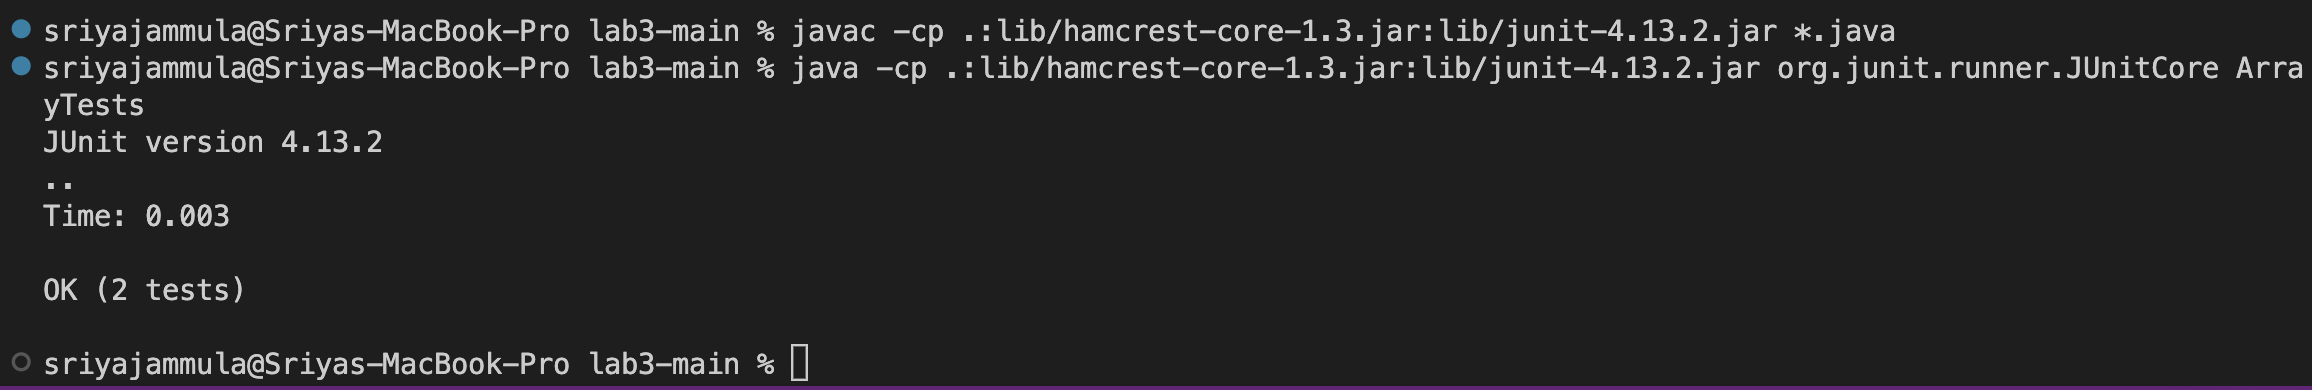 sriyajammula@Sriyas-MacBook-Pro lab3-main % javac -cp .:lib/hamcrest-core-1.3.jar:lib/junit-4.13.2.jar *.java
sriyajammula@Sriyas-MacBook-Pro lab3-main % java -cp .:lib/hamcrest-core-1.3.jar:lib/junit-4.13.2.jar org.junit.runner.JUnitCore Arra
yTests
JUnit version 4.13.2
..
Time: 0.003
OK (2 tests)
sriyajammula@Sriyas-MacBook-Pro lab3-main %